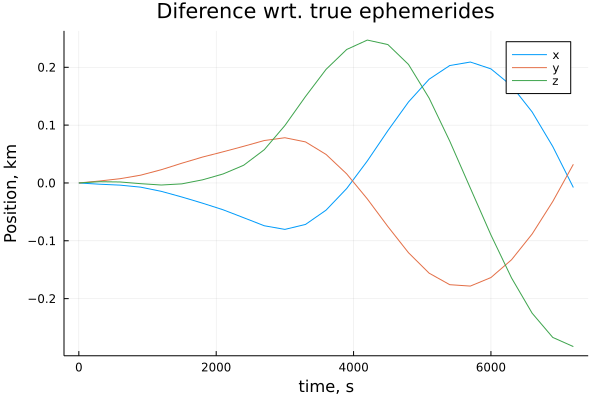 Diference wrt. true ephemerides
x
y
z
0.2
0.1
0.0
−0.1
−0.2
Position, km
0
2000
4000
6000
time, s